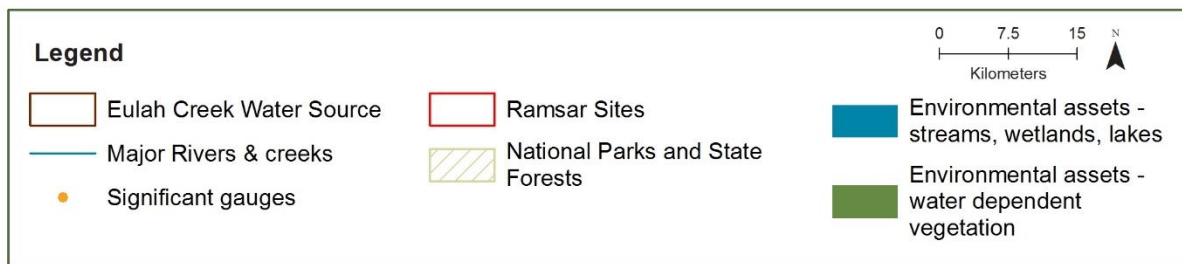 Legend
Eulah Creek Water Source
Major Rivers & creeks
Significant gauges
Ramsar Sites
National Parks and State
Forests
0 7.5 15
Kilometers
N
Environmental assets -
streams, wetlands, lakes
Environmental assets -
water dependent
vegetation